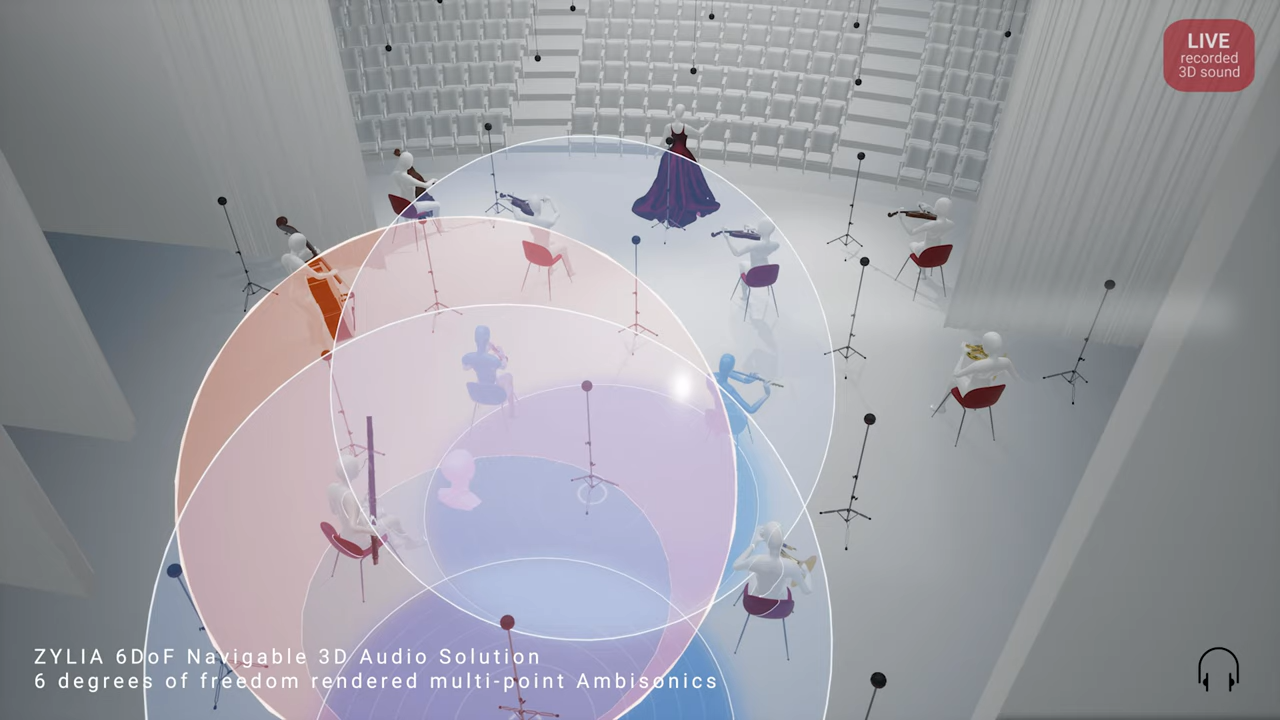 LIVE
recorded
3D sound
ZYLIA 6DoF Navigable 3D Audio Solution
6 degrees of freedom rendered multi-point Ambisonics